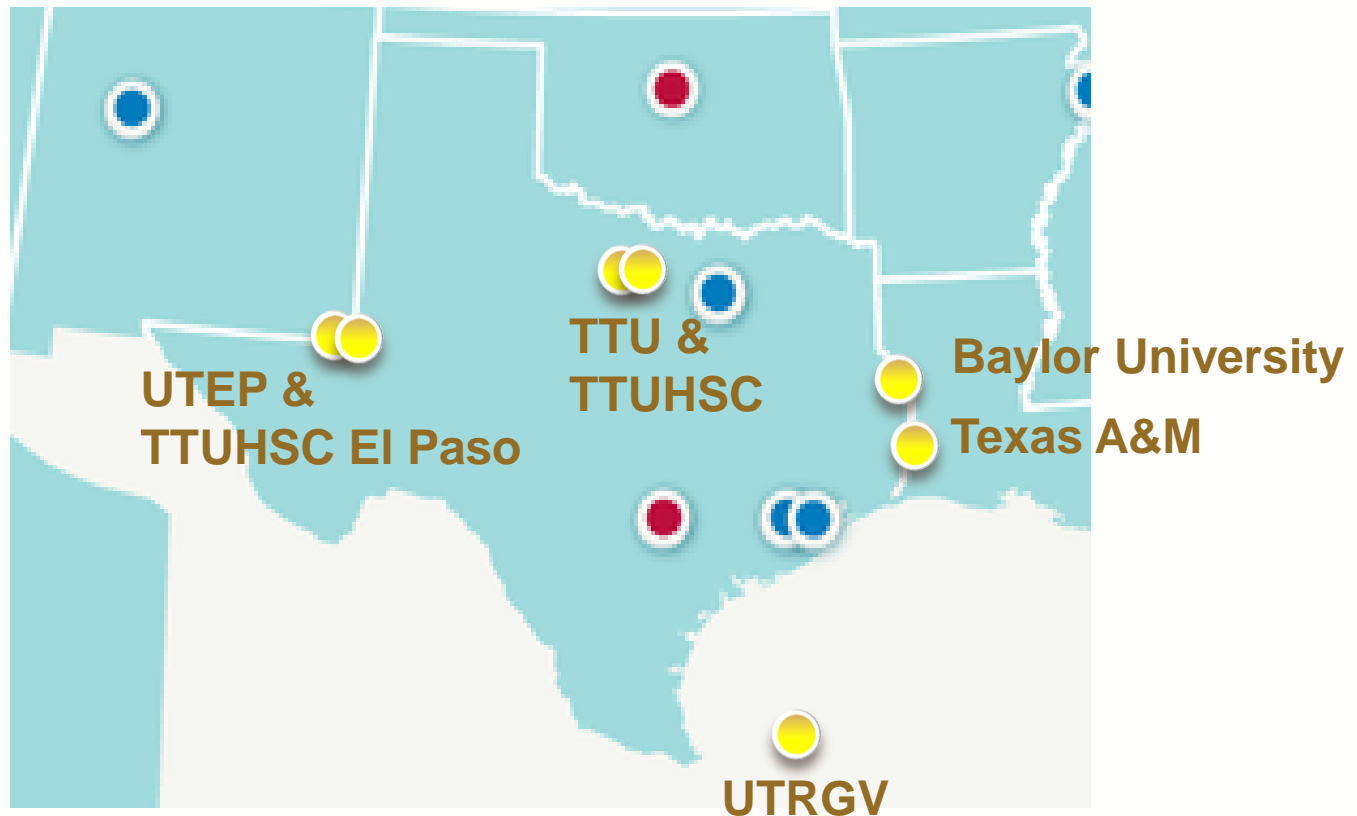 TTU &
TTUHSC
Baylor University
UTEP &
TTUHSC El Paso
Texas A&M
UTRGV